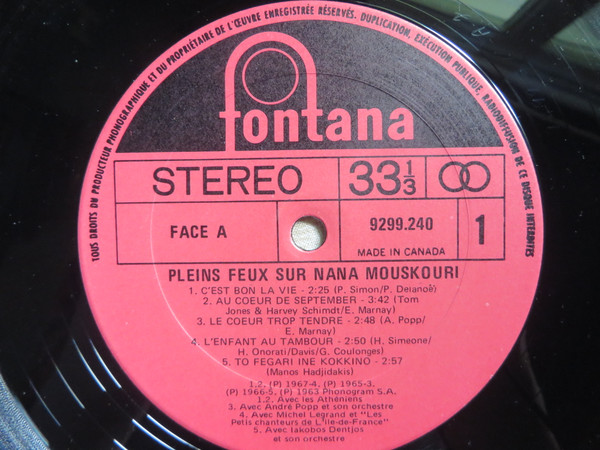 TOUS DROITS DU PRODUCTEUR PHONOGRAPHIQUE ET DU PROPRIÉTAIRE DE L'ŒUVRE ENREGISTRÉE RÉSERVÉS. DUPLICATION, EXÉCUTION PUBLIQUE, RADIODIFFUSION DE CE DISQUE INTERDITES
fontana
STEREO 33 1/3
FACE A 9299.240 1
MADE IN CANADA
PLEINS FEUX SUR NANA MOUSKOURI
1. C'EST BON LA VIE - 2:25 (P. Simon/P. Delanoë)
2. AU COEUR DE SEPTEMBER - 3:42 (Tom
Jones & Harvey Schimdt/E. Marnay)
3. LE COEUR TROP TENDRE - 2:48 (A. Popp/
E. Marnay)
4. L'ENFANT AU TAMBOUR - 2:50 (H. Simeone/
H. Onorati/Davis/G. Coulonges)
5. TO FEGARI INE KOKKINO - 2:57
(Manos Hadjidakis)
1.2. (P) 1967-4. (P) 1965-3.
(P) 1966-5. (P) 1963 Phonogram S.A.
1.2. Avec les Athéniens
3. Avec André Popp et son orchestre
4. Avec Michel Legrand et "Les
Petis chanteurs de L'île-de-France"
5. Avec Iakobos Dentjos
et son orchestre